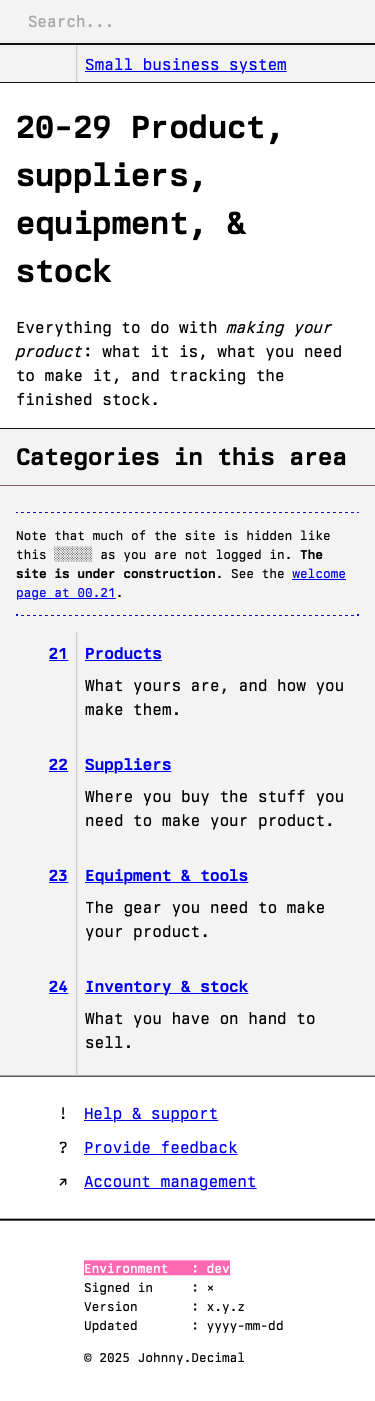 Search...
Small business system
20-29 Product,
suppliers,
equipment, &
stock
Everything to do with making your
product: what it is, what you need
to make it, and tracking the
finished stock.
Categories in this area
Note that much of the site is hidden like
this ░░░░░ as you are not logged in. The
site is under construction. See the welcome
page at 00.21.
21 Products
What yours are, and how you
make them.
22 Suppliers
Where you buy the stuff you
need to make your product.
23 Equipment & tools
The gear you need to make
your product.
24 Inventory & stock
What you have on hand to
sell.
! Help & support
? Provide feedback
↗ Account management
Environment : dev
Signed in : ×
Version : x.y.z
Updated : yyyy-mm-dd
© 2025 Johnny.Decimal